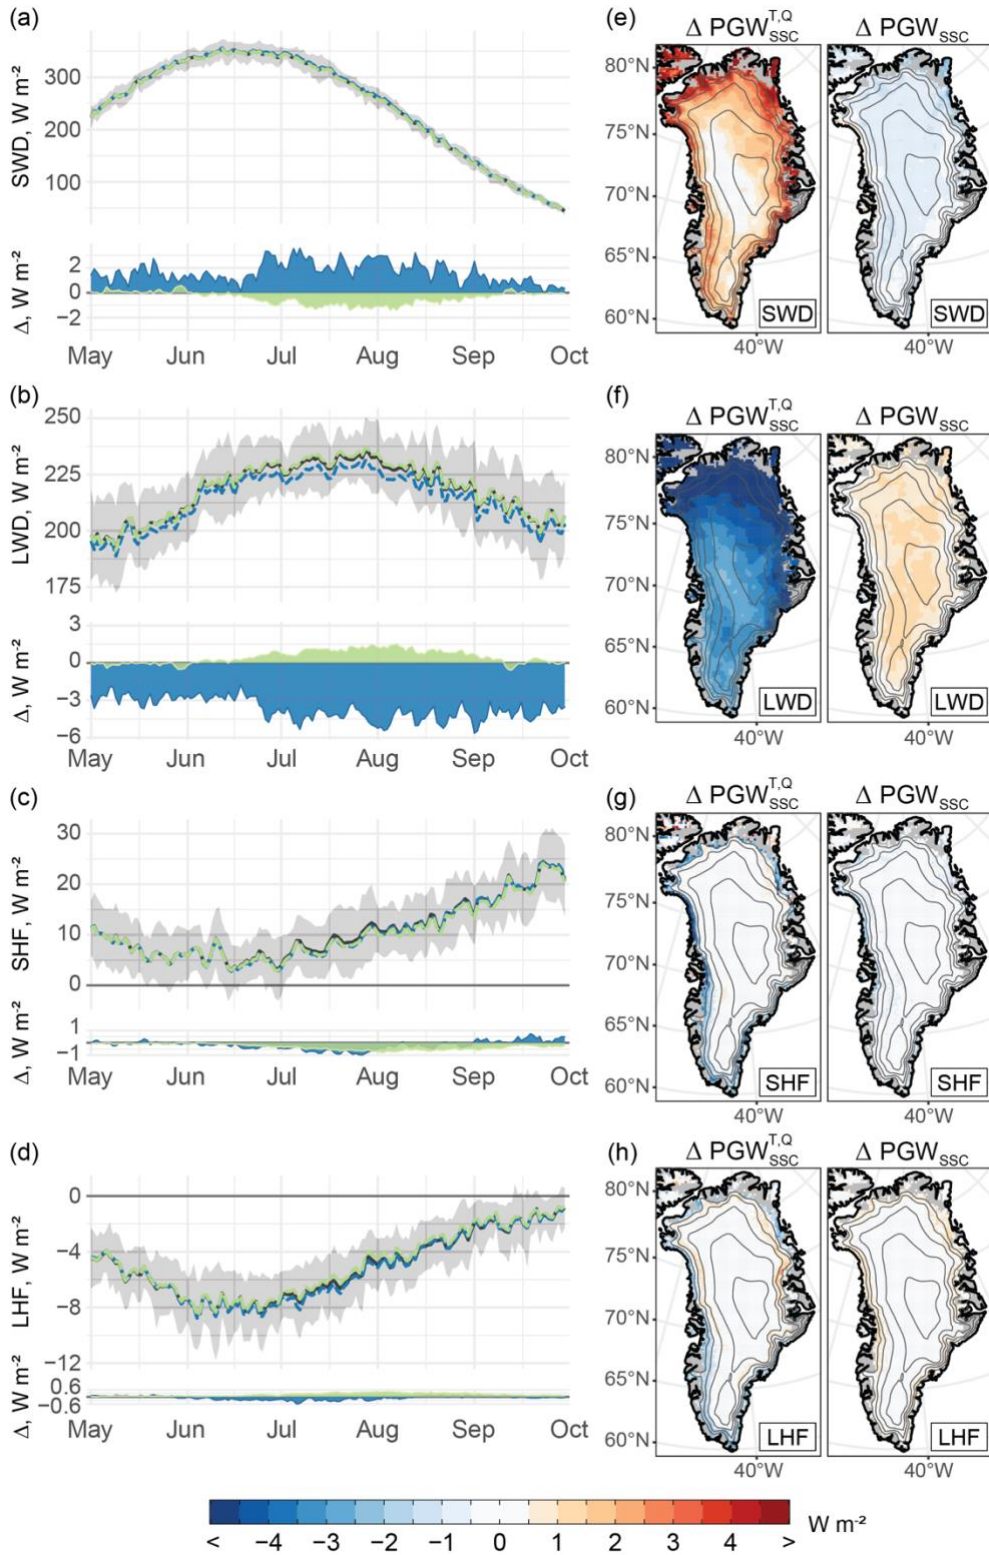 (a)
SWD, W m⁻²
300
200
100
Δ, W m⁻²
2
0
−2
May Jun Jul Aug Sep Oct
(b)
LWD, W m⁻²
250
225
200
175
Δ, W m⁻²
3
0
−3
−6
May Jun Jul Aug Sep Oct
(c)
SHF, W m⁻²
30
20
10
0
Δ, W m⁻²
1
−1
May Jun Jul Aug Sep Oct
(d)
LHF, W m⁻²
0
−4
−8
−12
Δ, W m⁻²
0.6
−0.6
May Jun Jul Aug Sep Oct
(e)
Δ PGW T,Q SSC Δ PGW SSC
80°N
75°N
70°N
65°N
60°N
SWD SWD
40°W 40°W
(f)
Δ PGW T,Q SSC Δ PGW SSC
80°N
75°N
70°N
65°N
60°N
LWD LWD
40°W 40°W
(g)
Δ PGW T,Q SSC Δ PGW SSC
80°N
75°N
70°N
65°N
60°N
SHF SHF
40°W 40°W
(h)
Δ PGW T,Q SSC Δ PGW SSC
80°N
75°N
70°N
65°N
60°N
LHF LHF
40°W 40°W
< −4 −3 −2 −1 0 1 2 3 4 > W m⁻²